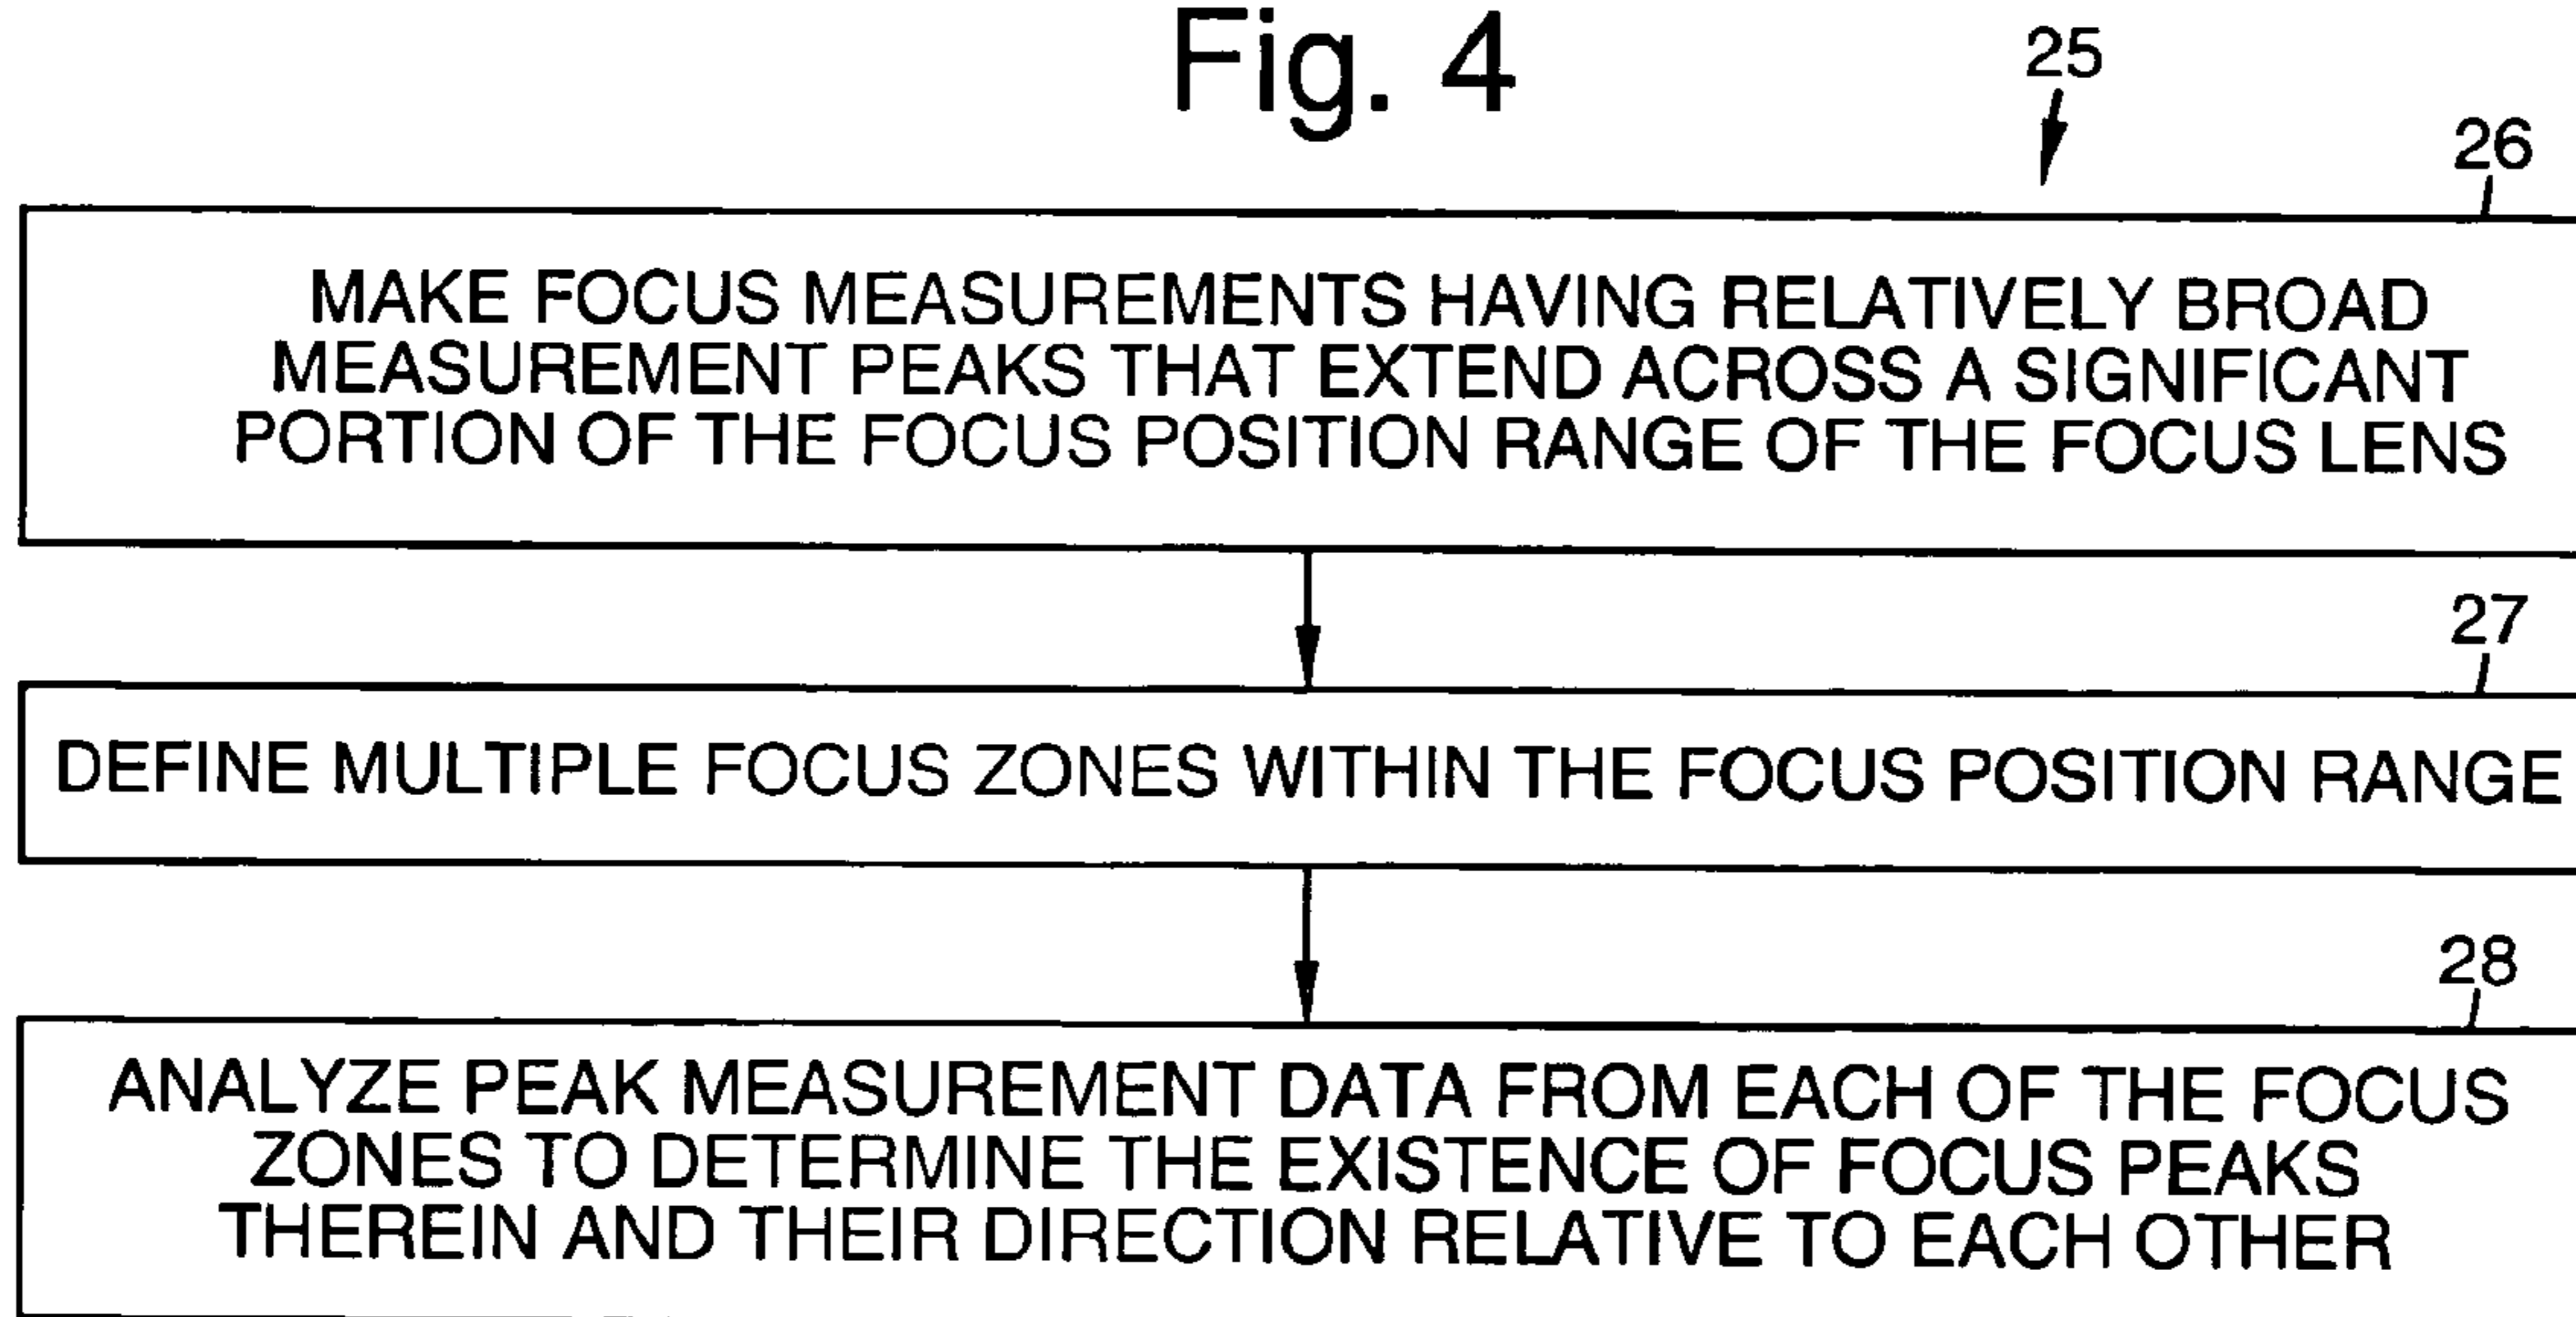 Fig. 4
25
26
MAKE FOCUS MEASUREMENTS HAVING RELATIVELY BROAD
MEASUREMENT PEAKS THAT EXTEND ACROSS A SIGNIFICANT
PORTION OF THE FOCUS POSITION RANGE OF THE FOCUS LENS
27
DEFINE MULTIPLE FOCUS ZONES WITHIN THE FOCUS POSITION RANGE
28
ANALYZE PEAK MEASUREMENT DATA FROM EACH OF THE FOCUS
ZONES TO DETERMINE THE EXISTENCE OF FOCUS PEAKS
THEREIN AND THEIR DIRECTION RELATIVE TO EACH OTHER